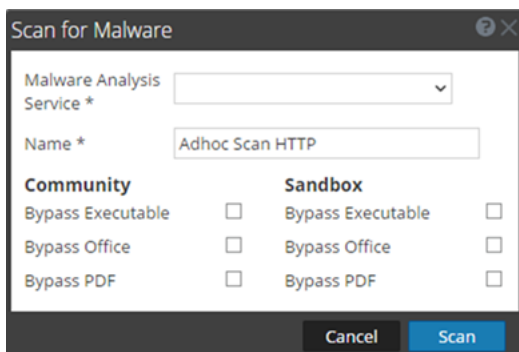 Scan for Malware
Malware Analysis
Service *
Name *
Adhoc Scan HTTP
Community
Sandbox
Bypass Executable
Bypass Executable
Bypass Office
Bypass Office
Bypass PDF
Bypass PDF
Cancel
Scan